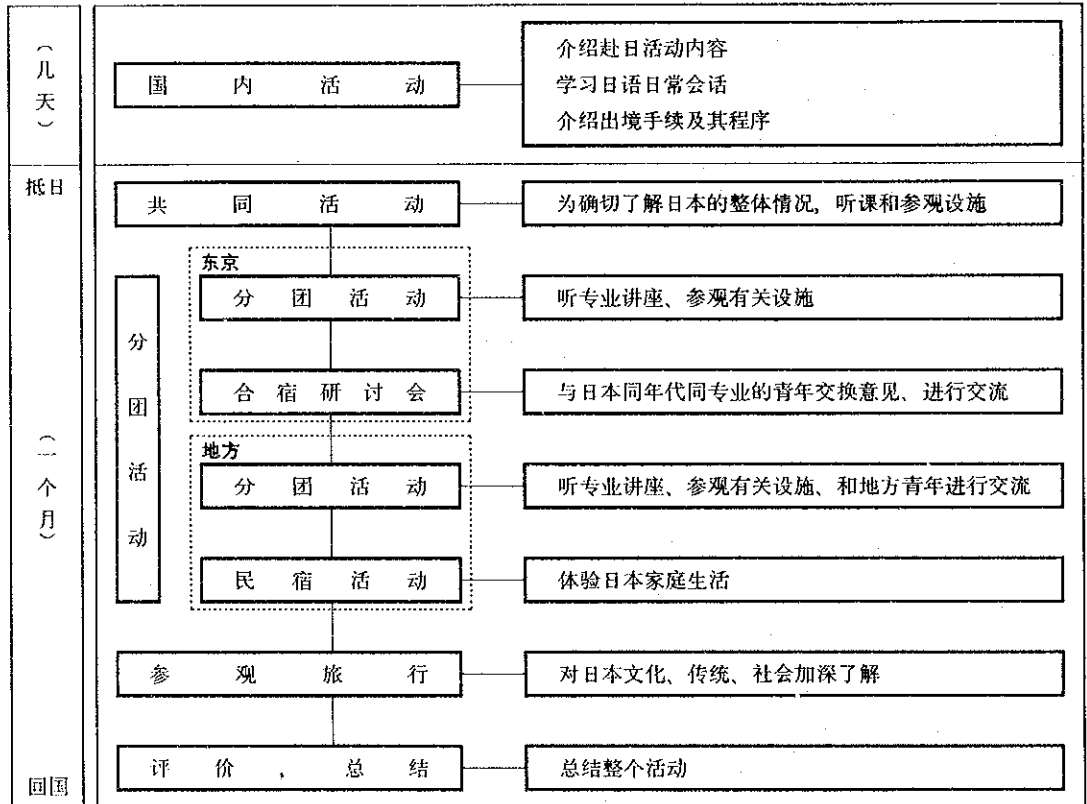 （几天）
国内活动
介绍赴日活动内容
学习日语日常会话
介绍出境手续及其程序
抵日
共同活动
为确切了解日本的整体情况，听课和参观设施
（一个月）
分团活动
东京
分团活动
听专业讲座、参观有关设施
合宿研讨会
与日本同年代同专业的青年交换意见、进行交流
地方
分团活动
听专业讲座、参观有关设施、和地方青年进行交流
民宿活动
体验日本家庭生活
参观旅行
对日本文化、传统、社会加深了解
评价，总结
总结整个活动
回国